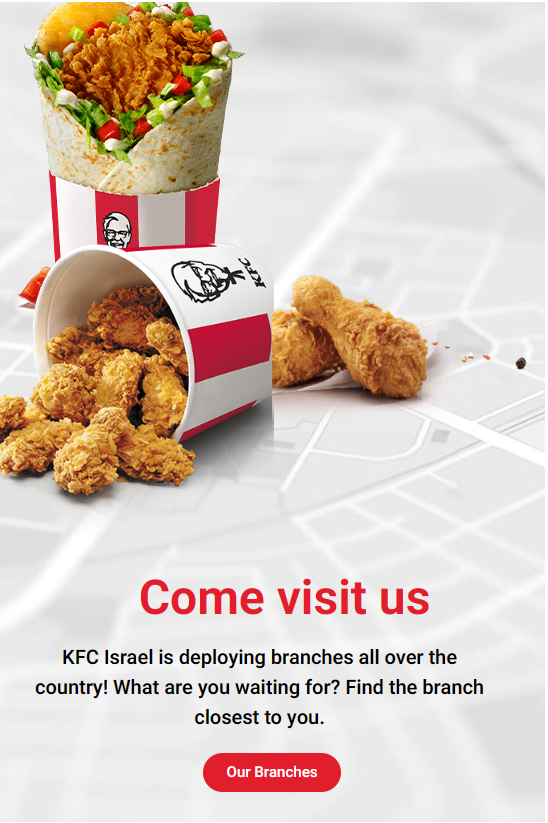 KFC
Come visit us
KFC Israel is deploying branches all over the
country! What are you waiting for? Find the branch
closest to you.
Our Branches